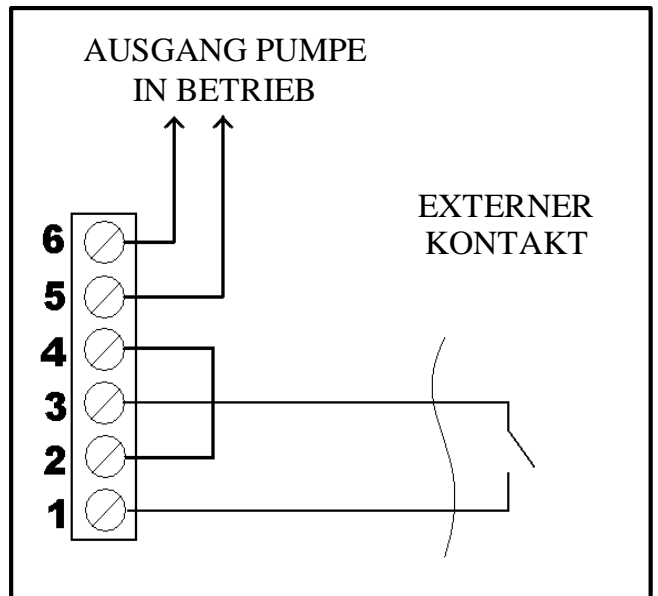 AUSGANG PUMPE
IN BETRIEB
EXTERNER
KONTAKT
6
5
4
3
2
1